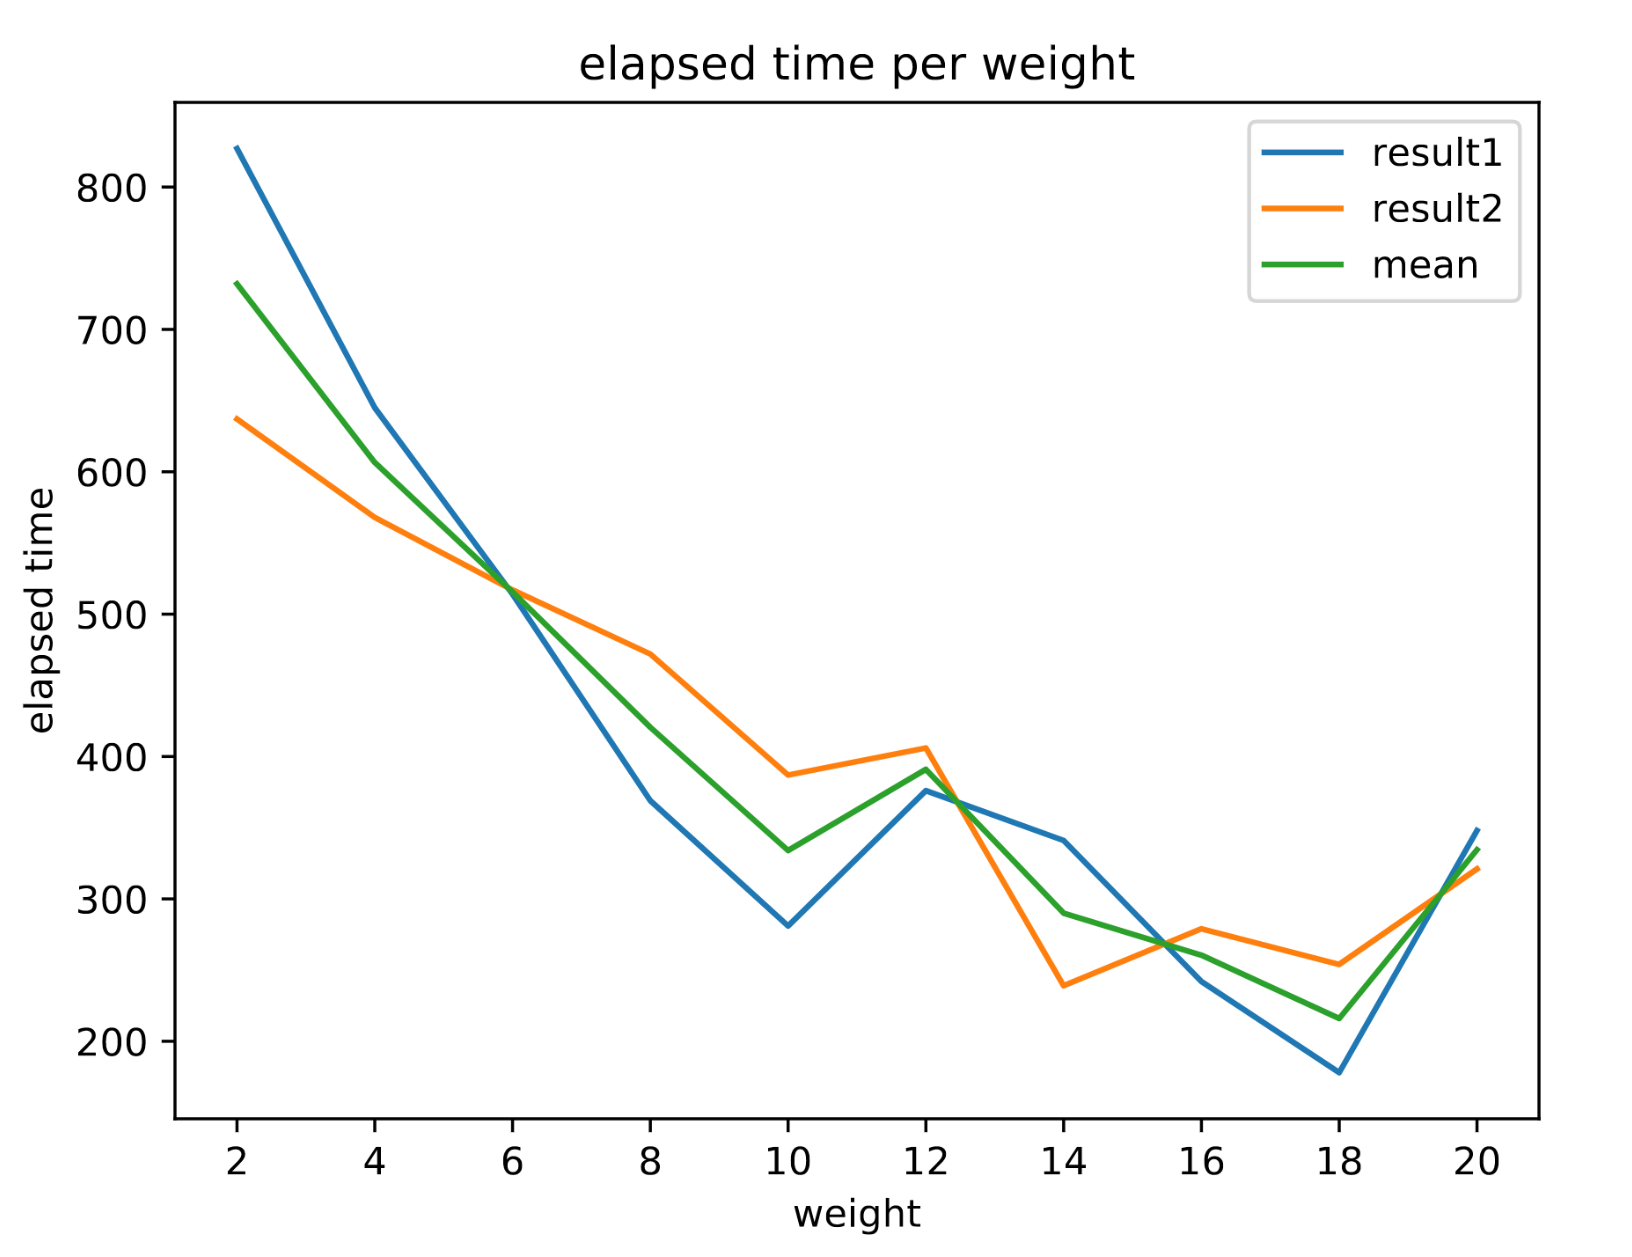 elapsed time per weight
result1
result2
mean
800
700
600
500
400
300
200
elapsed time
2 4 6 8 10 12 14 16 18 20
weight